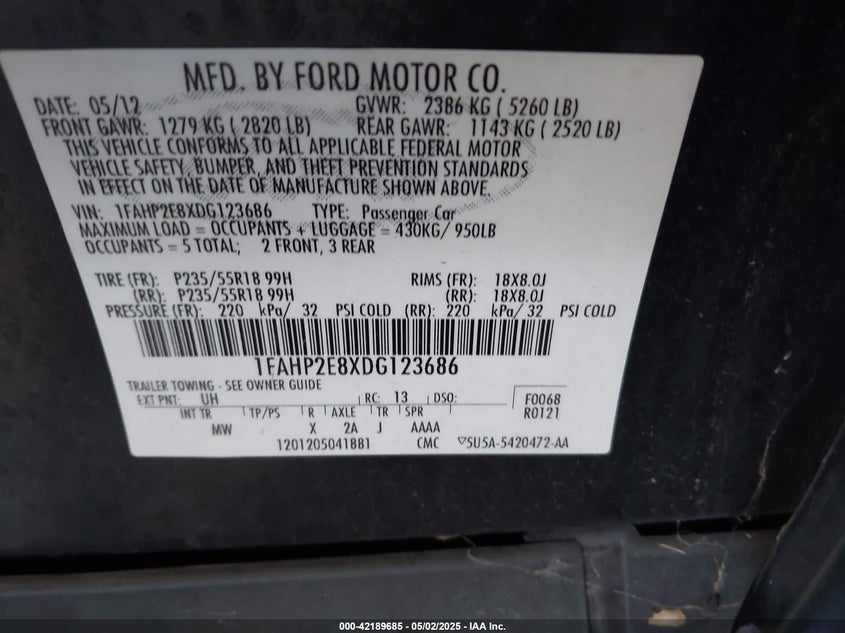 MFD. BY FORD MOTOR CO.
DATE: 05/12 GVWR: 2386 KG ( 5260 LB)
FRONT GAWR: 1279 KG ( 2820 LB) REAR GAWR: 1143 KG ( 2520 LB)
THIS VEHICLE CONFORMS TO ALL APPLICABLE FEDERAL MOTOR
VEHICLE SAFETY, BUMPER, AND THEFT PREVENTION STANDARDS
IN EFFECT ON THE DATE OF MANUFACTURE SHOWN ABOVE.
VIN: 1FAHP2E8XDG123686 TYPE: Passenger Car
MAXIMUM LOAD = OCCUPANTS + LUGGAGE = 430KG/ 950LB
OCCUPANTS = 5 TOTAL; 2 FRONT, 3 REAR
TIRE (FR): P235/55R18 99H RIMS (FR): 18X8.0J
(RR): P235/55R18 99H (RR): 18X8.0J
PRESSURE (FR): 220 kPa/ 32 PSI COLD (RR): 220 kPa/ 32 PSI COLD
1FAHP2E8XDG123686
TRAILER TOWING - SEE OWNER GUIDE
EXT PNT: UH RC: 13 DSO: F0068
INT TR TP/PS R AXLE TR SPR R0121
MW X 2A J AAAA
1201205041881 CMC ▽5U5A-5420472-AA
000-42189685 - 05/02/2025 - IAA Inc.